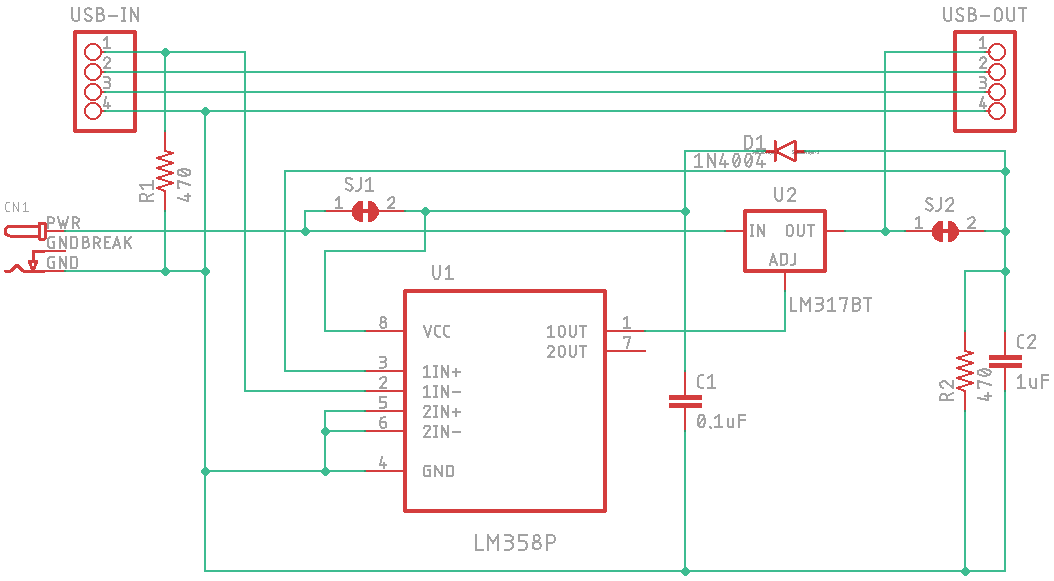 USB-IN
USB-OUT
1
2
3
4
1
2
3
4
D1
1N4004
R1
470
SJ1
1
2
U2
IN
OUT
ADJ
LM317BT
SJ2
1
2
CN1
PWR
GNDBREAK
GND
U1
8
VCC
3
1IN+
2
1IN-
5
2IN+
6
2IN-
4
GND
1OUT
1
2OUT
7
LM358P
C1
0.1uF
R2
470
C2
1uF